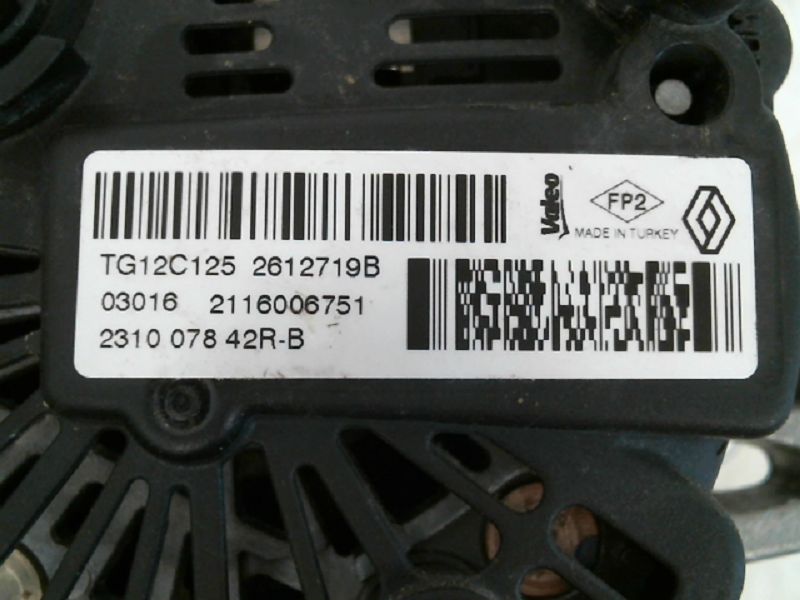 Valeo
FP2
MADE IN TURKEY
TG12C125 2612719B
03016 2116006751
2310 078 42R-B